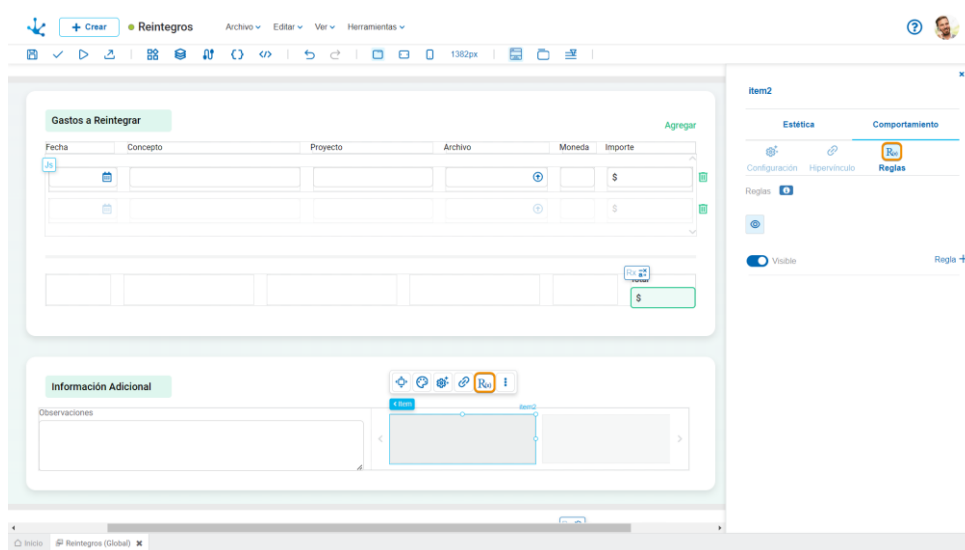 + Crear
Reintegros
Archivo
Editar
Ver
Herramientas
?
1382px
Gastos a Reintegrar
Agregar
Fecha Concepto Proyecto Archivo Moneda Importe
Js
$
$
Rx
Total
$
Información Adicional
R(x)
Observaciones
< Item
item2
item2
Estética Comportamiento
R(x)
Configuración Hipervínculo Reglas
Reglas
Visible
Regla +
Inicio
Reintegros (Global) ✖